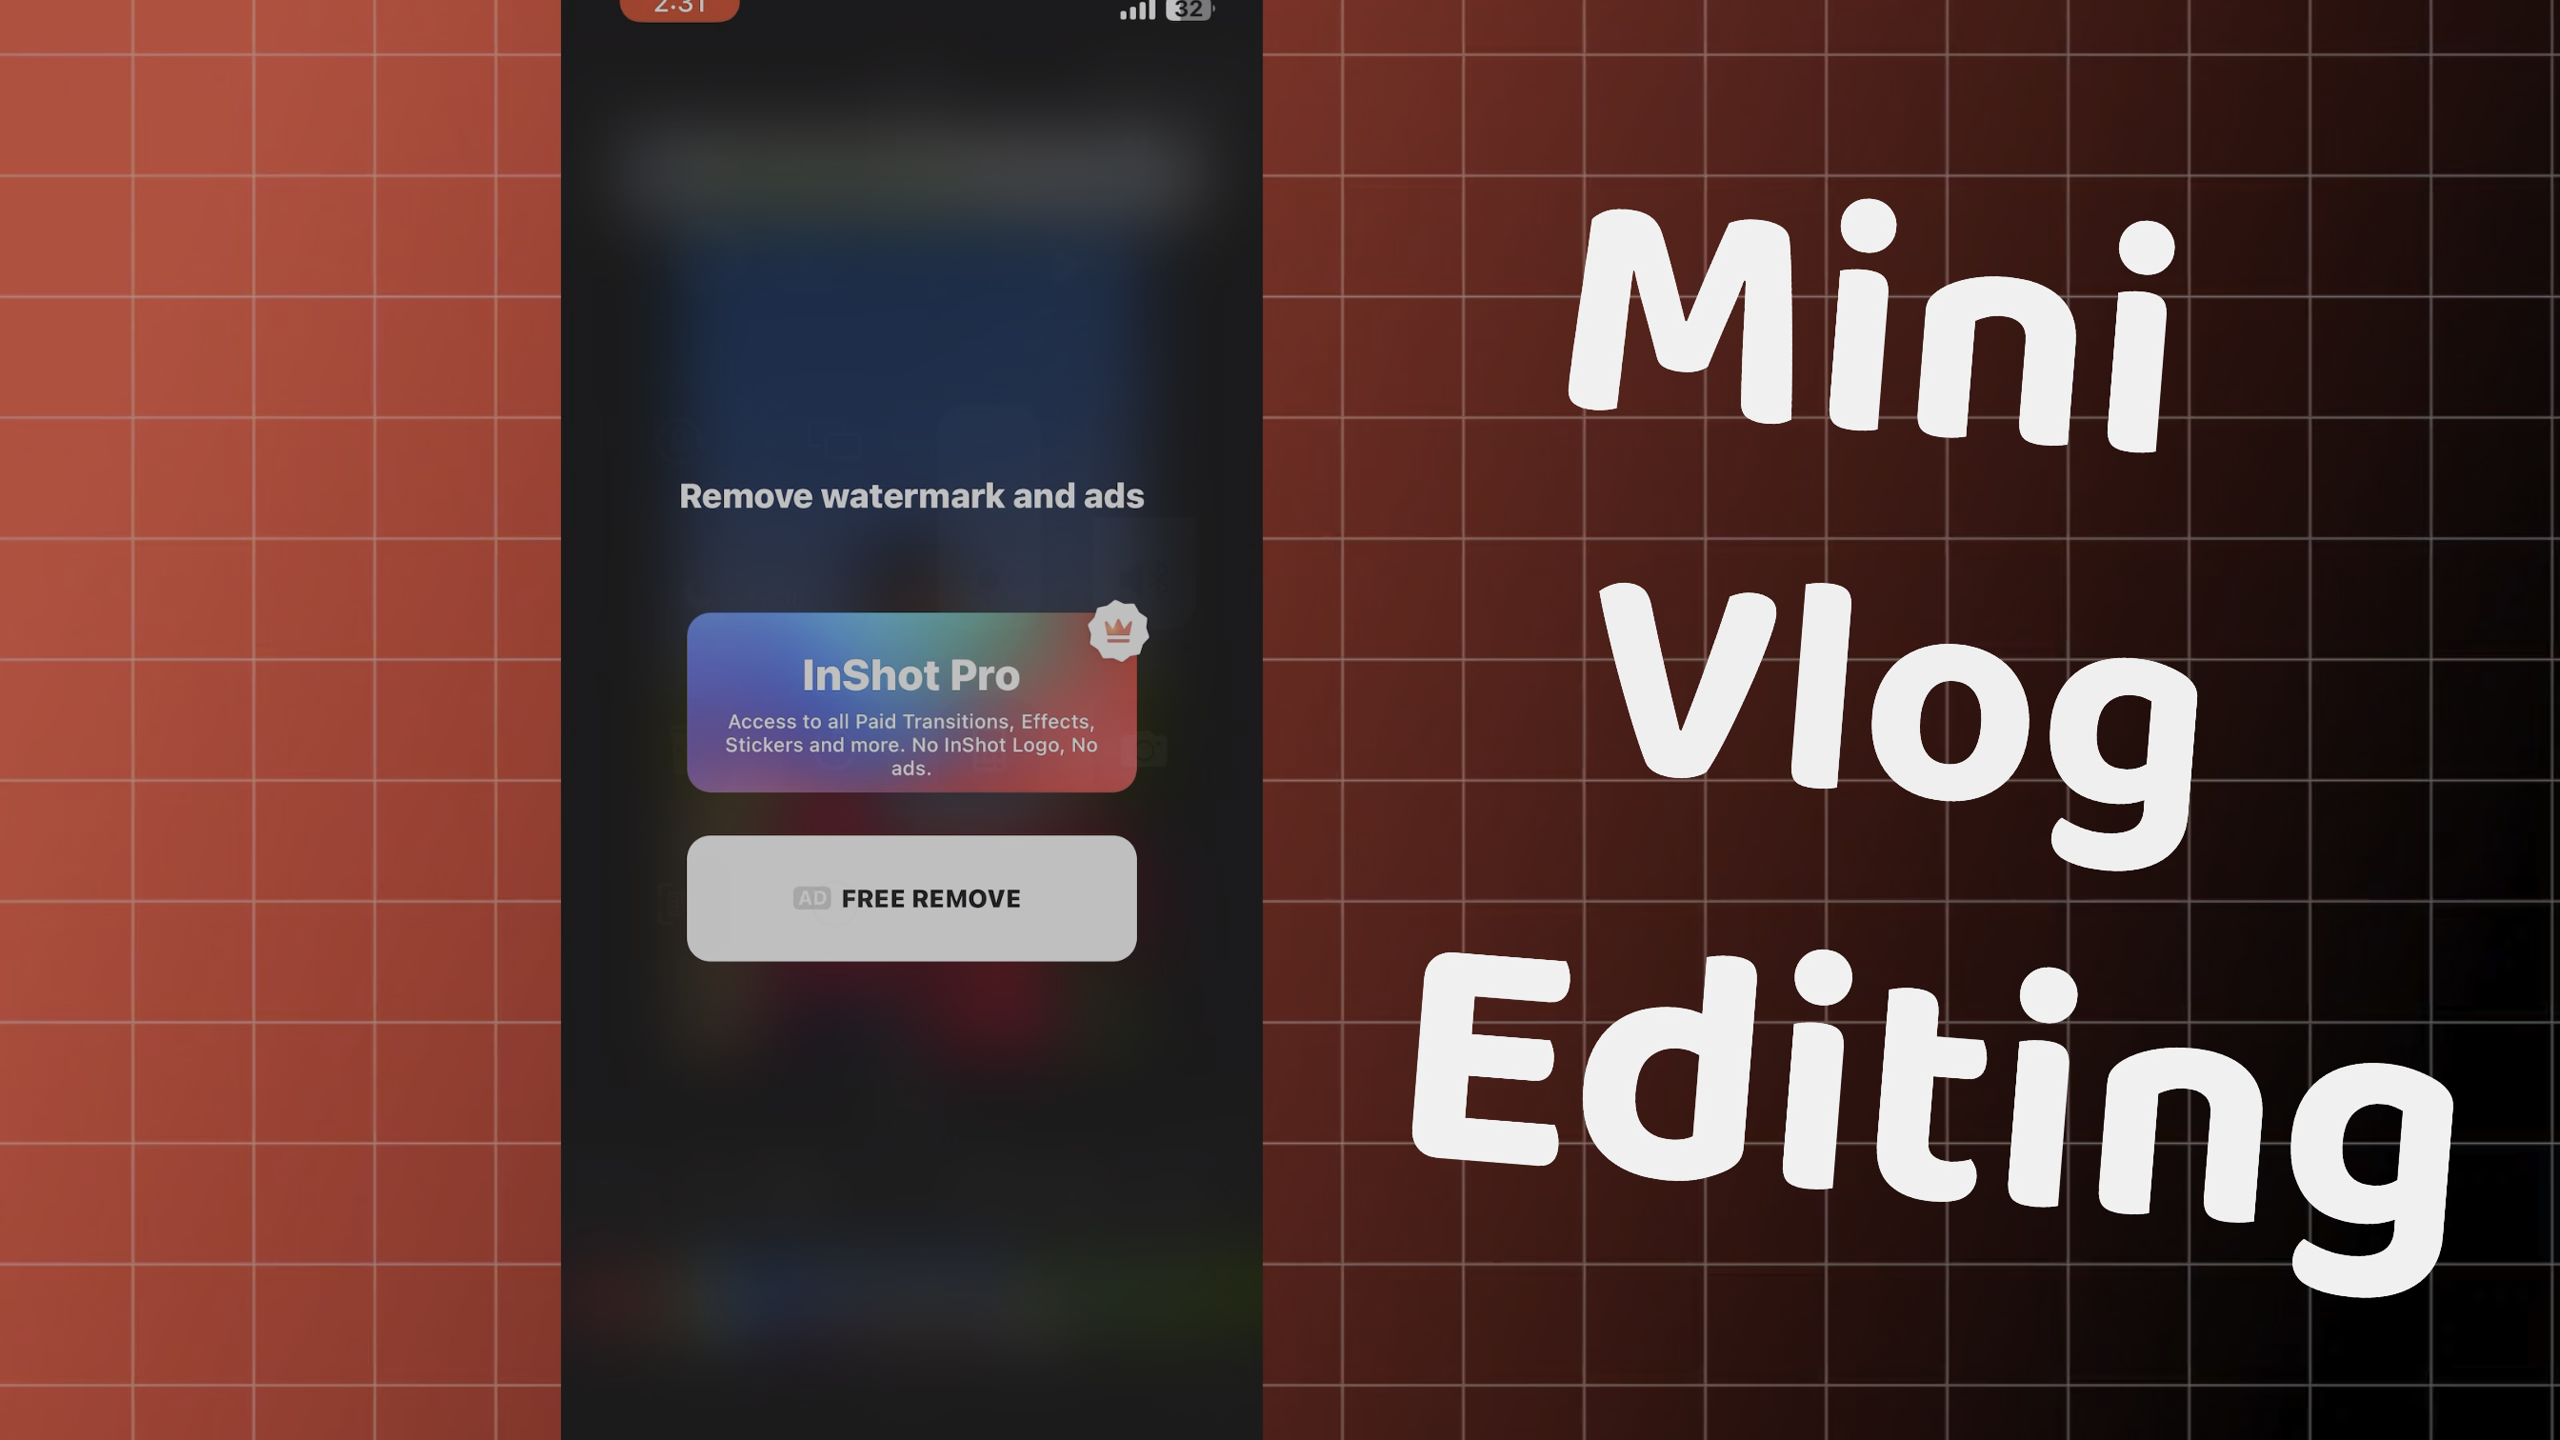 2:31
32
Remove watermark and ads
InShot Pro
Access to all Paid Transitions, Effects,
Stickers and more. No InShot Logo, No
ads.
AD FREE REMOVE
Mini
Vlog
Editing